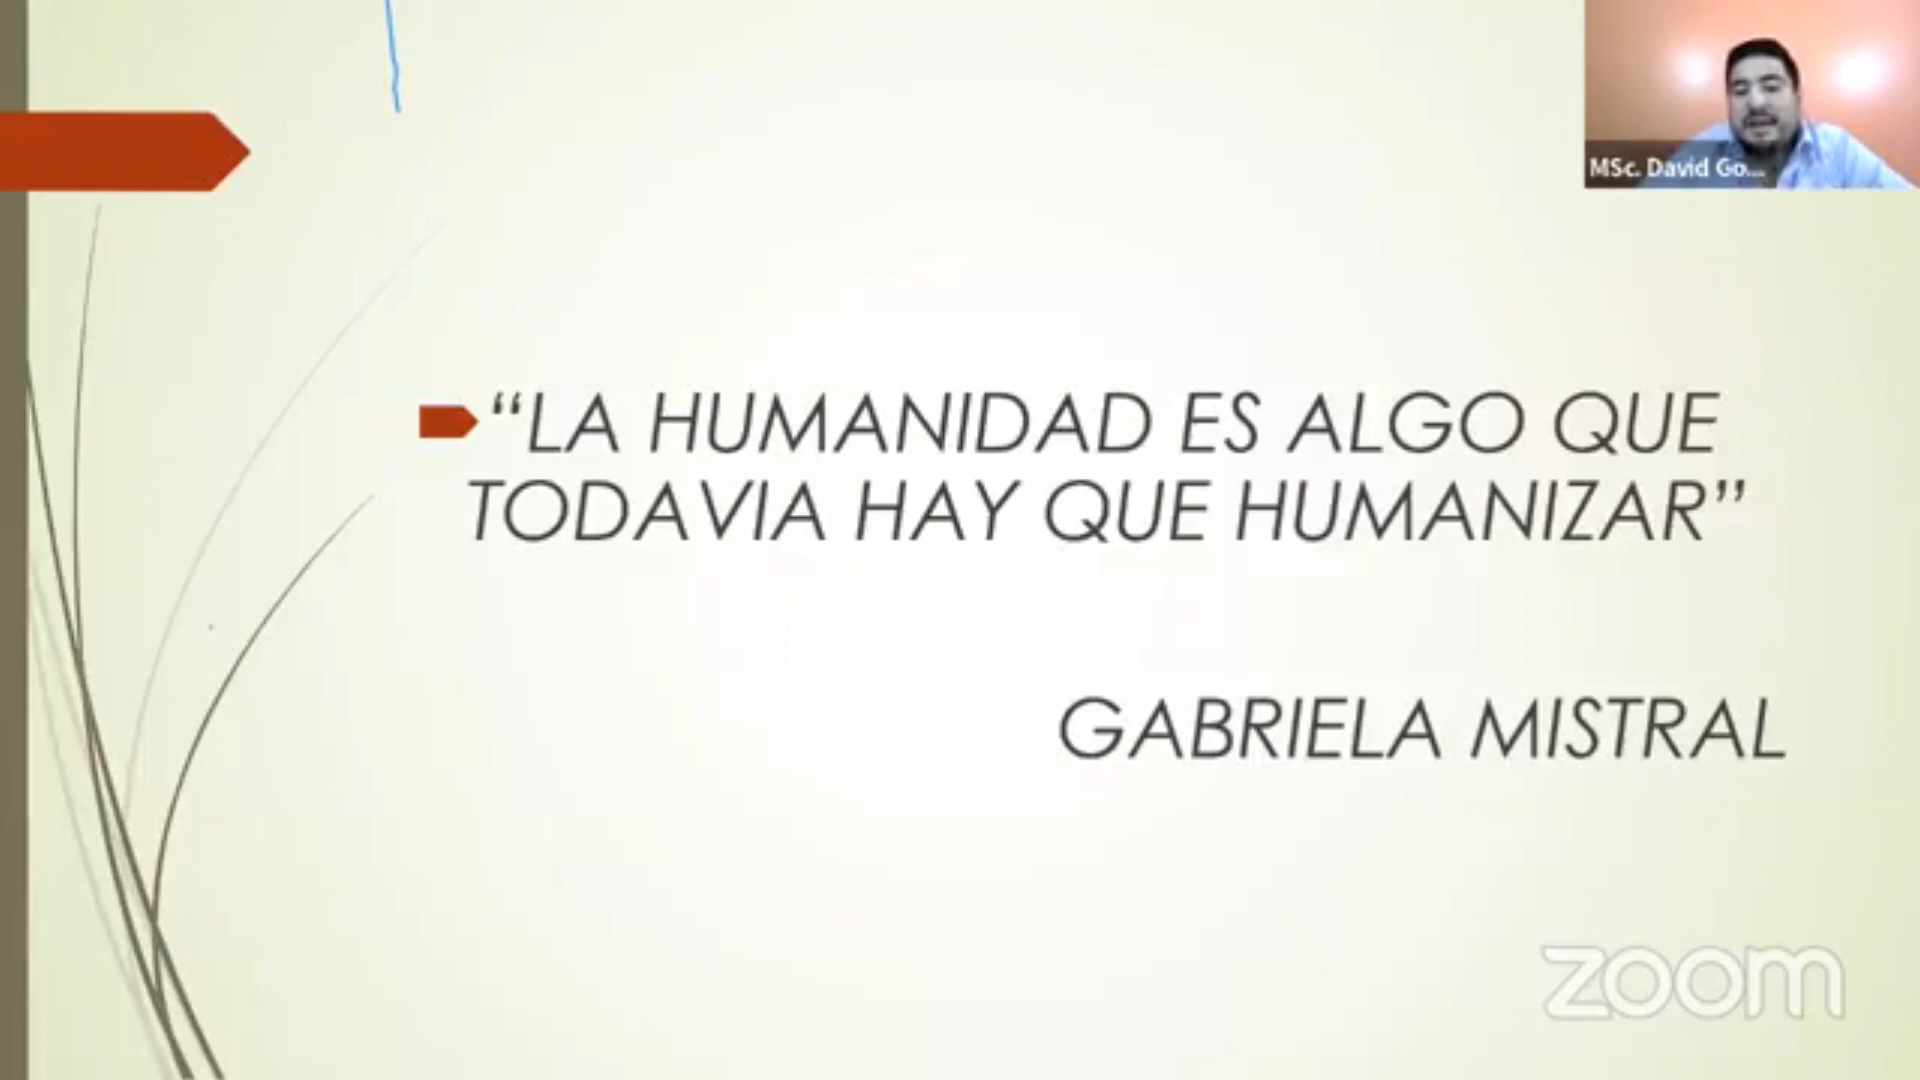 MSc. David Go...
“LA HUMANIDAD ES ALGO QUE
TODAVIA HAY QUE HUMANIZAR”
GABRIELA MISTRAL
zoom